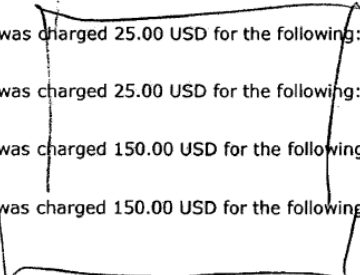 was charged 25.00 USD for the following:
was charged 25.00 USD for the following:
was charged 150.00 USD for the following
was charged 150.00 USD for the following